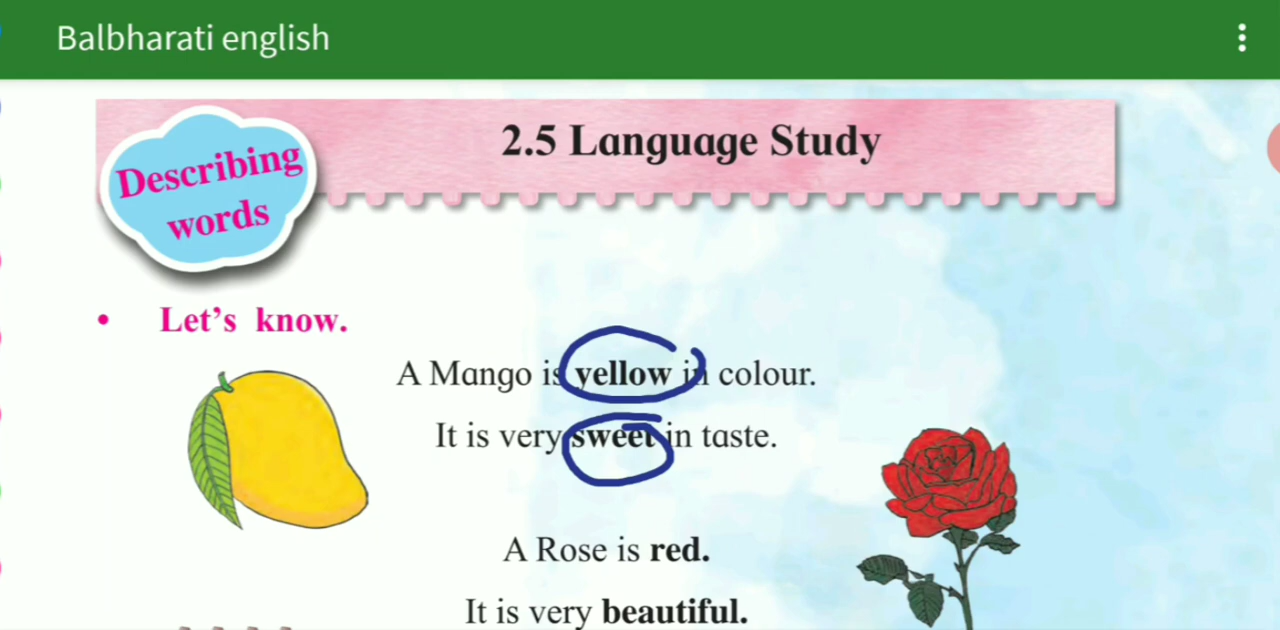 Balbharati english
2.5 Language Study
Describing
words
• Let's know.
A Mango is yellow in colour.
It is very sweet in taste.
A Rose is red.
It is very beautiful.